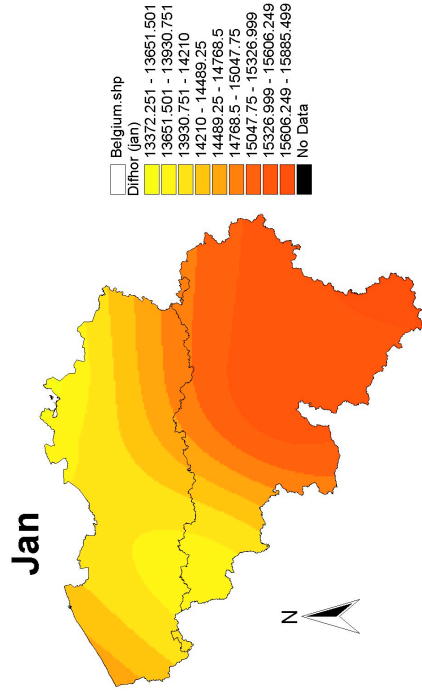 Jan
Belgium.shp
Difhor (jan)
13372.251 - 13651.501
13651.501 - 13930.751
13930.751 - 14210
14210 - 14489.25
14489.25 - 14768.5
14768.5 - 15047.75
15047.75 - 15326.999
15326.999 - 15606.249
15606.249 - 15885.499
No Data
N